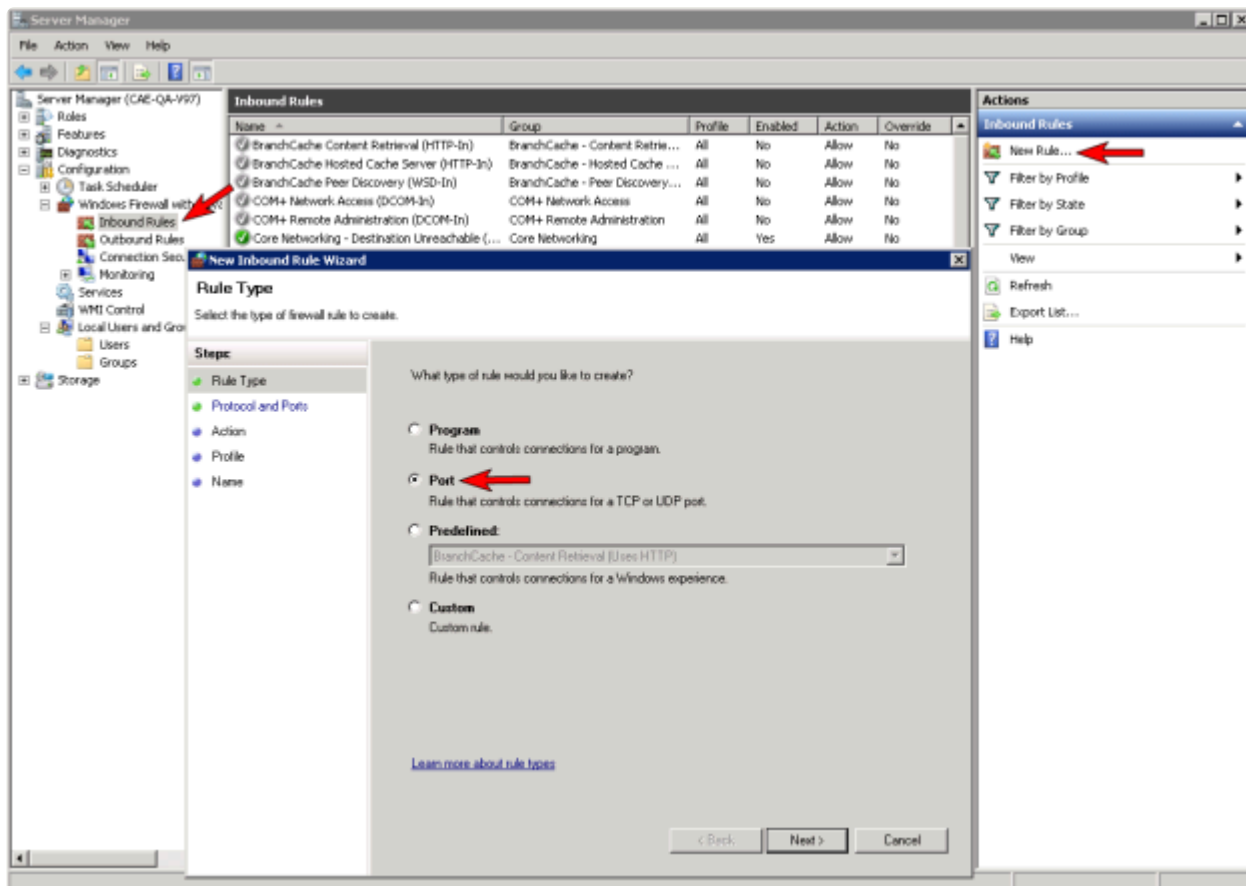 Server Manager
File Action View Help
Server Manager (CAE-QA-V97)
Roles
Features
Diagnostics
Configuration
Task Scheduler
Windows Firewall with
Inbound Rules
Outbound Rules
Connection Sec
Monitoring
Services
WMI Control
Local Users and Gro
Users
Groups
Storage
Inbound Rules
Name Group Profile Enabled Action Override
BranchCache Content Retrieval (HTTP-In) BranchCache - Content Retrie... All No Allow No
BranchCache Hosted Cache Server (HTTP-In) BranchCache - Hosted Cache ... All No Allow No
BranchCache Peer Discovery (WSD-In) BranchCache - Peer Discovery... All No Allow No
COM+ Network Access (DCOM-In) COM+ Network Access All No Allow No
COM+ Remote Administration (DCOM-In) COM+ Remote Administration All No Allow No
Core Networking - Destination Unreachable (... Core Networking All Yes Allow No
New Inbound Rule Wizard
Rule Type
Select the type of firewall rule to create.
Steps:
Rule Type
Protocol and Ports
Action
Profile
Name
What type of rule would you like to create?
Program
Rule that controls connections for a program.
Port
Rule that controls connections for a TCP or UDP port.
Predefined:
BranchCache - Content Retrieval (Uses HTTP)
Rule that controls connections for a Windows experience.
Custom
Custom rule.
Learn more about rule types
< Back Next > Cancel
Actions
Inbound Rules
New Rule...
Filter by Profile
Filter by State
Filter by Group
View
Refresh
Export List...
Help